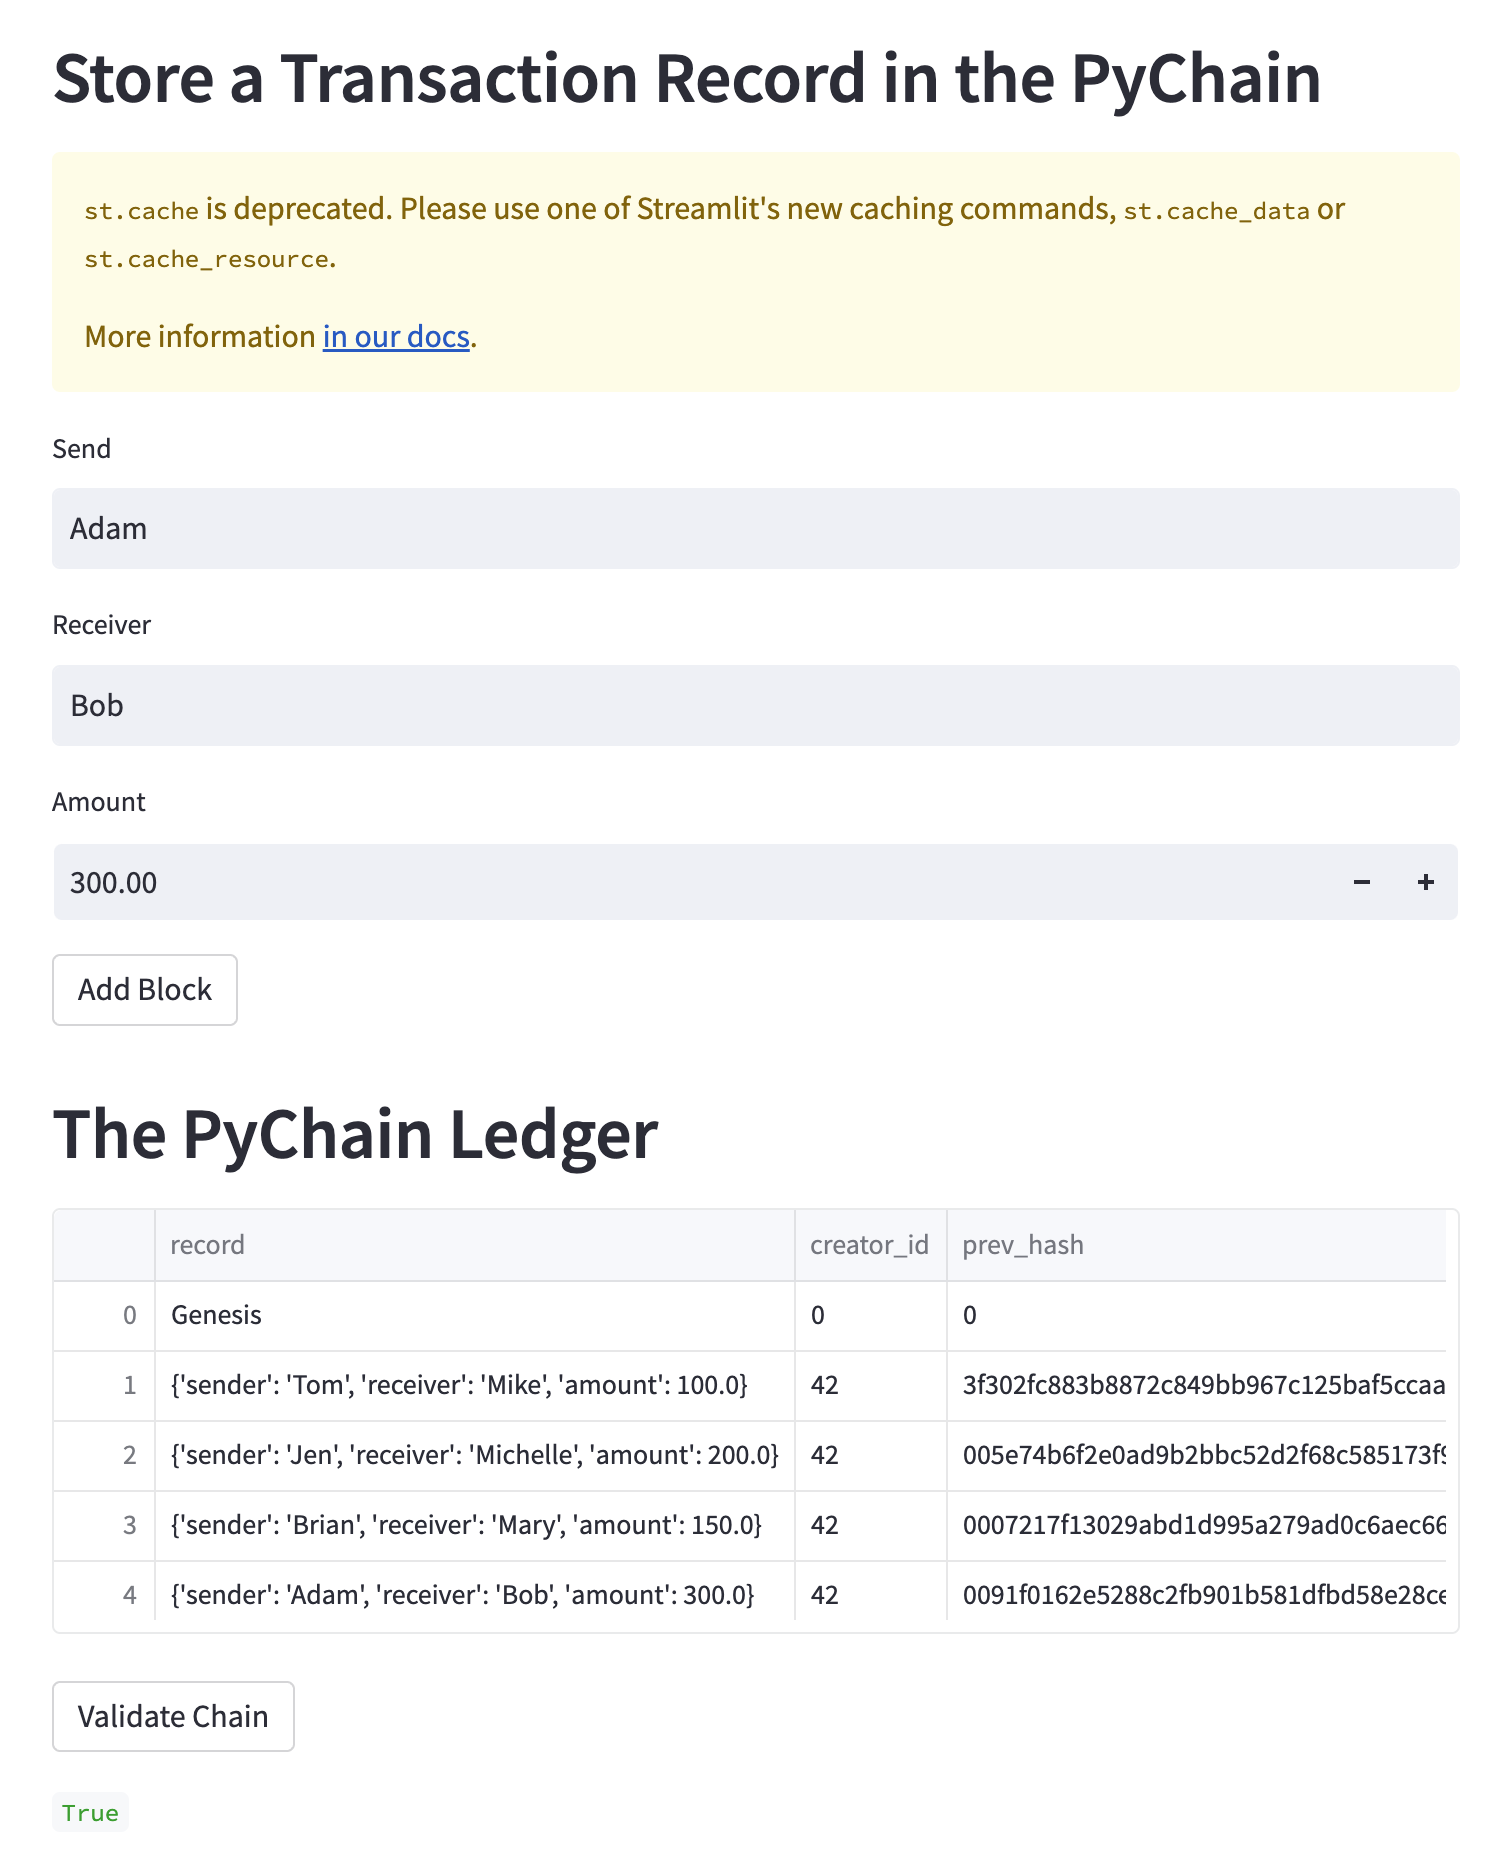 Store a Transaction Record in the PyChain
st.cache is deprecated. Please use one of Streamlit's new caching commands, st.cache_data or
st.cache_resource.
More information in our docs.
Send
Adam
Receiver
Bob
Amount
300.00 − +
Add Block
The PyChain Ledger
record creator_id prev_hash
0 Genesis 0 0
1 {'sender': 'Tom', 'receiver': 'Mike', 'amount': 100.0} 42 3f302fc883b8872c849bb967c125baf5ccaa
2 {'sender': 'Jen', 'receiver': 'Michelle', 'amount': 200.0} 42 005e74b6f2e0ad9b2bbc52d2f68c585173f9
3 {'sender': 'Brian', 'receiver': 'Mary', 'amount': 150.0} 42 0007217f13029abd1d995a279ad0c6aec66
4 {'sender': 'Adam', 'receiver': 'Bob', 'amount': 300.0} 42 0091f0162e5288c2fb901b581dfbd58e28ce
Validate Chain
True